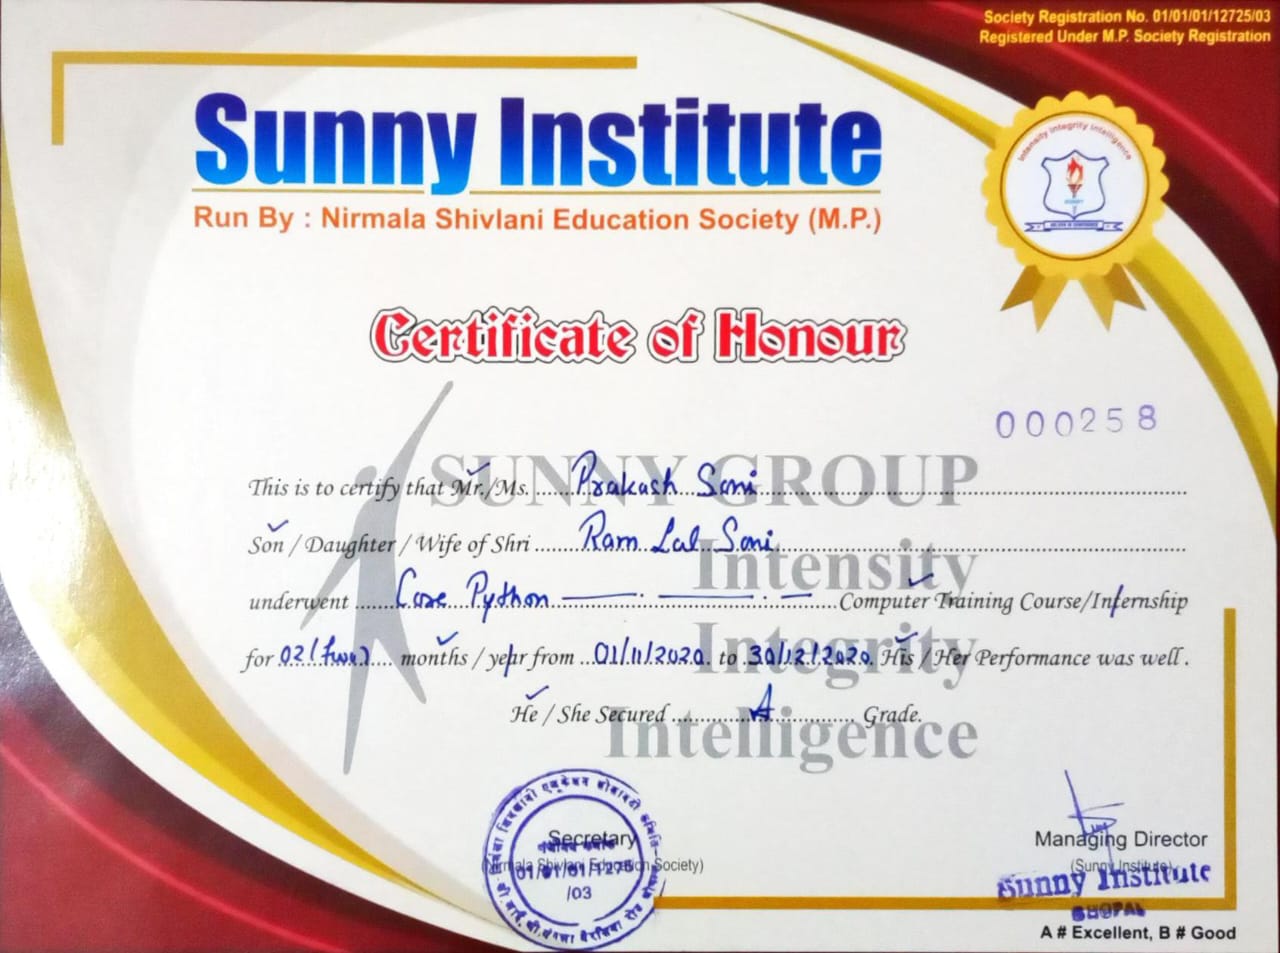 Society Registration No. 01/01/01/12725/03
Registered Under M.P. Society Registration
Sunny Institute
Run By : Nirmala Shivlani Education Society (M.P.)
Intensity Integrity Intelligence
SUNNY
Certificate of Honour
000258
SUNNY GROUP
Intensity
Integrity
Intelligence
This is to certify that Mr./Ms. Prakash Soni
Son / Daughter / Wife of Shri Ram Lal Soni
underwent Core Python Computer Training Course/Internship
for 02 (two) months / year from 01/11/2020 to 30/12/2020 His / Her Performance was well.
He / She Secured A Grade.
Secretary
(Nirmala Shivlani Education Society)
01/01/01/1275
/03
Managing Director
(Sunny Institute)
Sunny Institute
BHOPAL
A # Excellent, B # Good